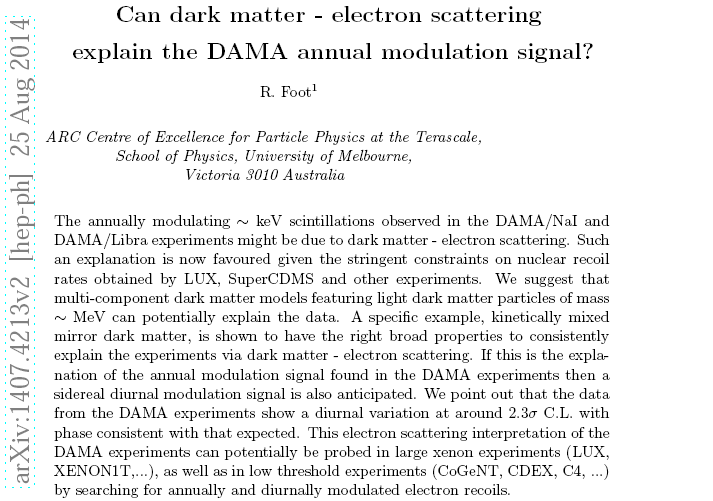 Can dark matter - electron scattering
explain the DAMA annual modulation signal?
R. Foot1
ARC Centre of Excellence for Particle Physics at the Terascale,
School of Physics, University of Melbourne,
Victoria 3010 Australia
The annually modulating ∼ keV scintillations observed in the DAMA/NaI and
DAMA/Libra experiments might be due to dark matter - electron scattering. Such
an explanation is now favoured given the stringent constraints on nuclear recoil
rates obtained by LUX, SuperCDMS and other experiments. We suggest that
multi-component dark matter models featuring light dark matter particles of mass
∼ MeV can potentially explain the data. A specific example, kinetically mixed
mirror dark matter, is shown to have the right broad properties to consistently
explain the experiments via dark matter - electron scattering. If this is the expla-
nation of the annual modulation signal found in the DAMA experiments then a
sidereal diurnal modulation signal is also anticipated. We point out that the data
from the DAMA experiments show a diurnal variation at around 2.3σ C.L. with
phase consistent with that expected. This electron scattering interpretation of the
DAMA experiments can potentially be probed in large xenon experiments (LUX,
XENON1T,...), as well as in low threshold experiments (CoGeNT, CDEX, C4, ...)
by searching for annually and diurnally modulated electron recoils.
arXiv:1407.4213v2 [hep-ph] 25 Aug 2014